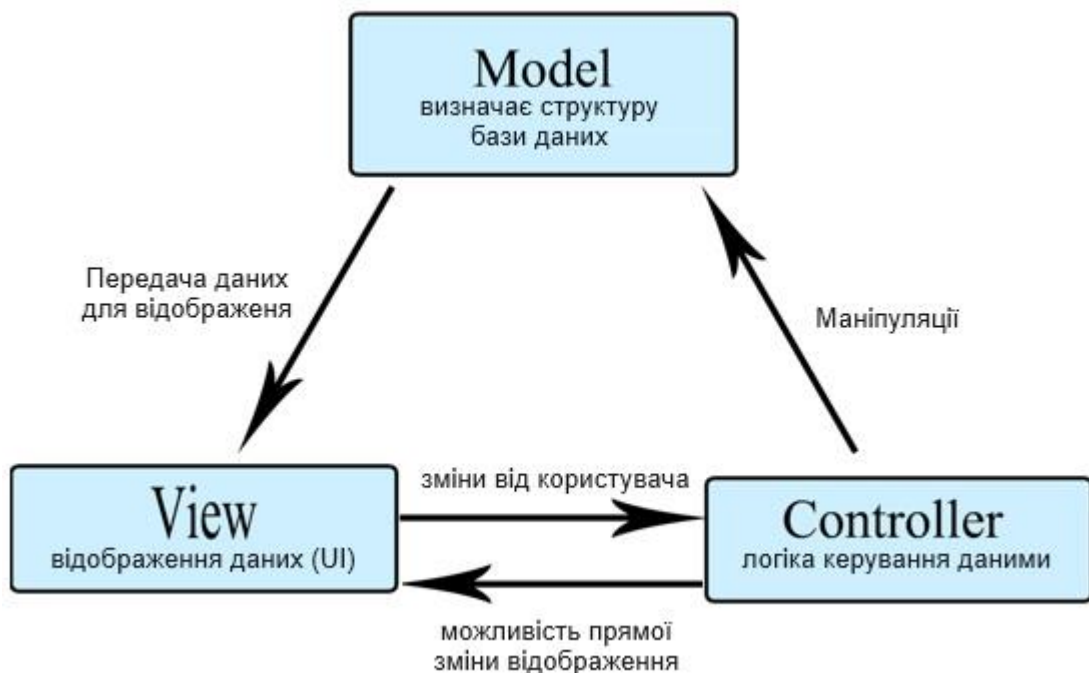 Model
визначає структуру
бази даних
Передача даних
для відображеня
Маніпуляції
зміни від користувача
View
відображення даних (UI)
Controller
логіка керування даними
можливість прямої
зміни відображення